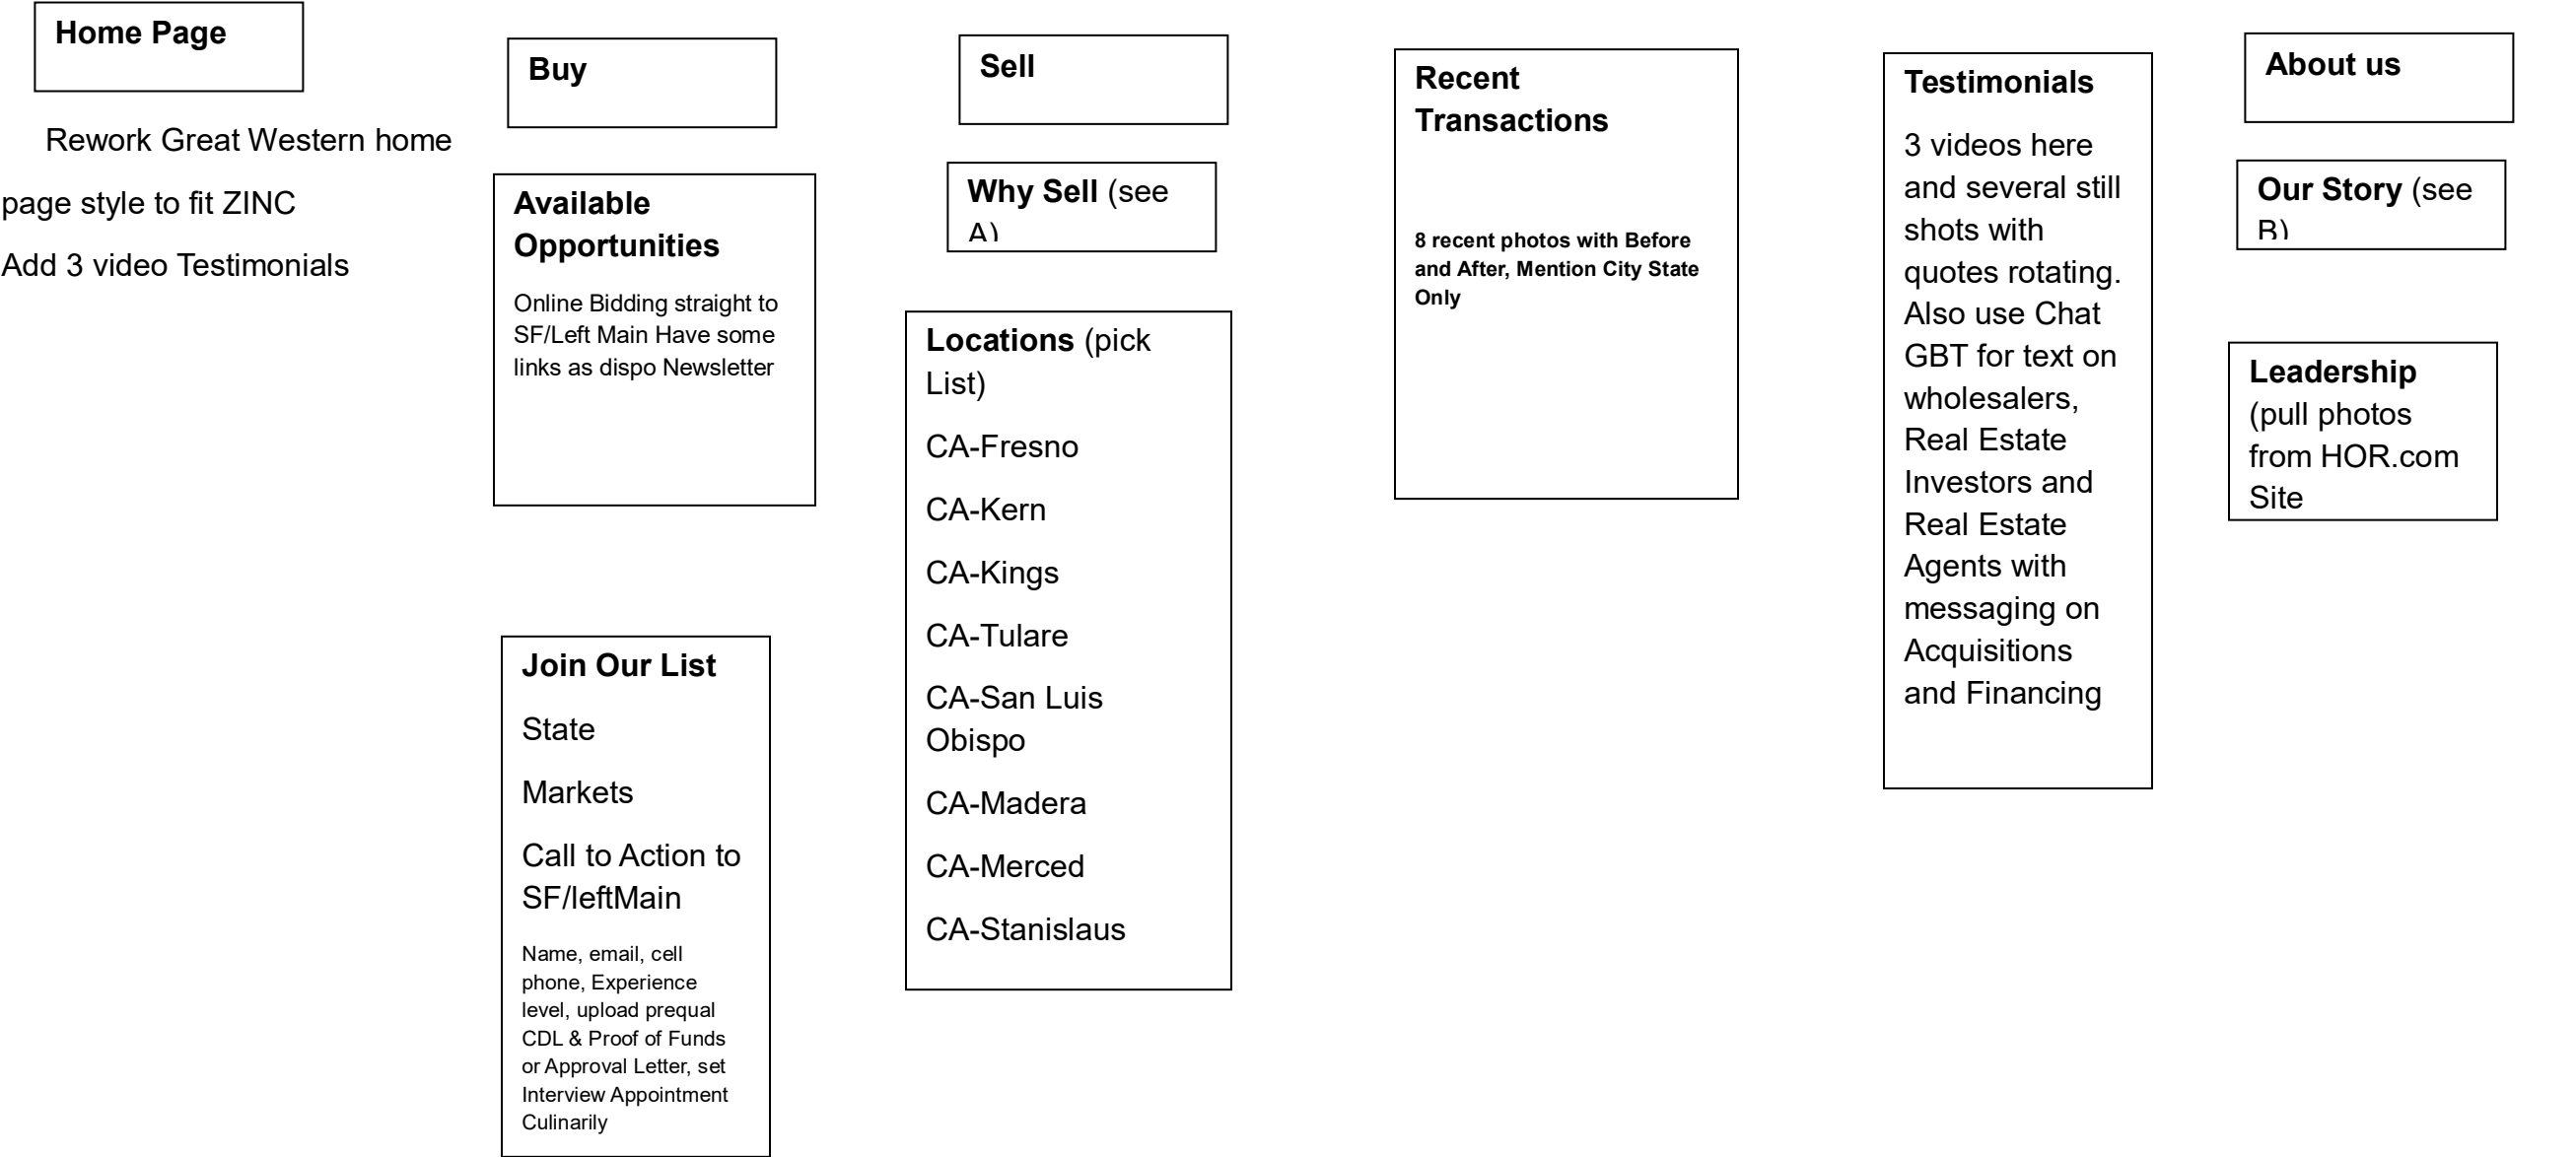 Home Page
Rework Great Western home
page style to fit ZINC
Add 3 video Testimonials
Buy
Available
Opportunities
Online Bidding straight to
SF/Left Main Have some
links as dispo Newsletter
Join Our List
State
Markets
Call to Action to
SF/leftMain
Name, email, cell
phone, Experience
level, upload prequal
CDL & Proof of Funds
or Approval Letter, set
Interview Appointment
Culinarily
Sell
Why Sell (see
A)
Locations (pick
List)
CA-Fresno
CA-Kern
CA-Kings
CA-Tulare
CA-San Luis
Obispo
CA-Madera
CA-Merced
CA-Stanislaus
Recent
Transactions
8 recent photos with Before
and After, Mention City State
Only
Testimonials
3 videos here
and several still
shots with
quotes rotating.
Also use Chat
GBT for text on
wholesalers,
Real Estate
Investors and
Real Estate
Agents with
messaging on
Acquisitions
and Financing
About us
Our Story (see
B)
Leadership
(pull photos
from HOR.com
Site